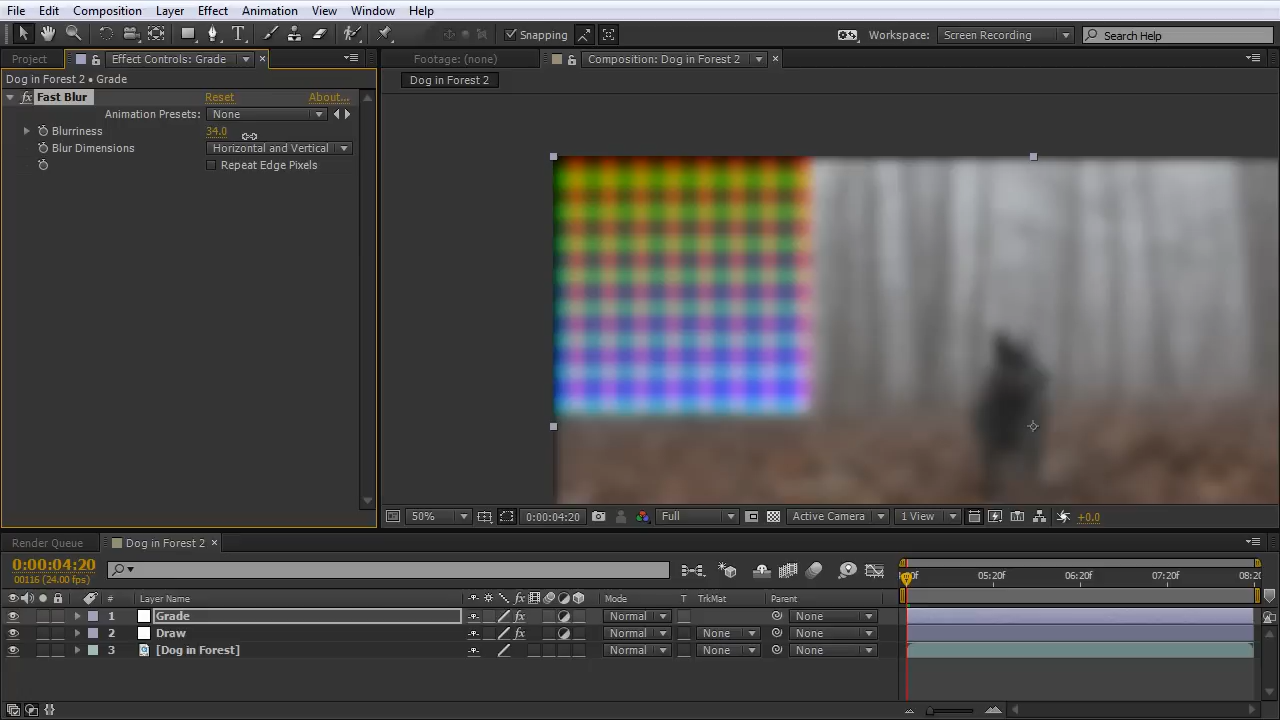 File Edit Composition Layer Effect Animation View Window Help
Snapping Workspace: Screen Recording Search Help
Project Effect Controls: Grade Footage: (none) Composition: Dog in Forest 2
Dog in Forest 2 • Grade Dog in Forest 2
fx Fast Blur Reset About...
Animation Presets: None
Blurriness 34.0
Blur Dimensions Horizontal and Vertical
Repeat Edge Pixels
50% 0:00:04:20 Full Active Camera 1 View +0.0
Render Queue Dog in Forest 2
0:00:04:20
00116 (24.00 fps) 05:20f 06:20f 07:20f
# Layer Name fx Mode T TrkMat Parent
1 Grade fx Normal None
2 Draw fx Normal None None
3 [Dog in Forest] Normal None None